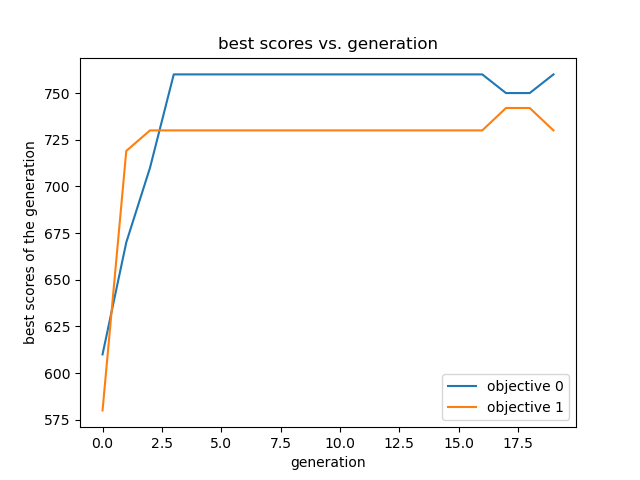 best scores vs. generation
best scores of the generation
750
725
700
675
650
625
600
575
0.0 2.5 5.0 7.5 10.0 12.5 15.0 17.5
generation
objective 0
objective 1